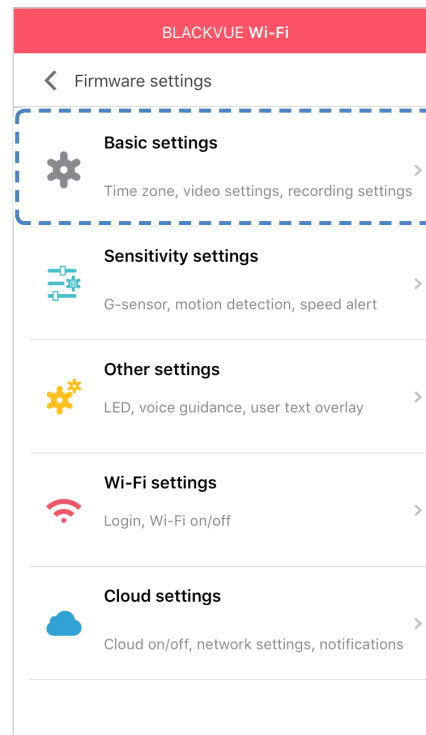 BLACKVUE Wi-Fi
Firmware settings
Basic settings
Time zone, video settings, recording settings
Sensitivity settings
G-sensor, motion detection, speed alert
Other settings
LED, voice guidance, user text overlay
Wi-Fi settings
Login, Wi-Fi on/off
Cloud settings
Cloud on/off, network settings, notifications